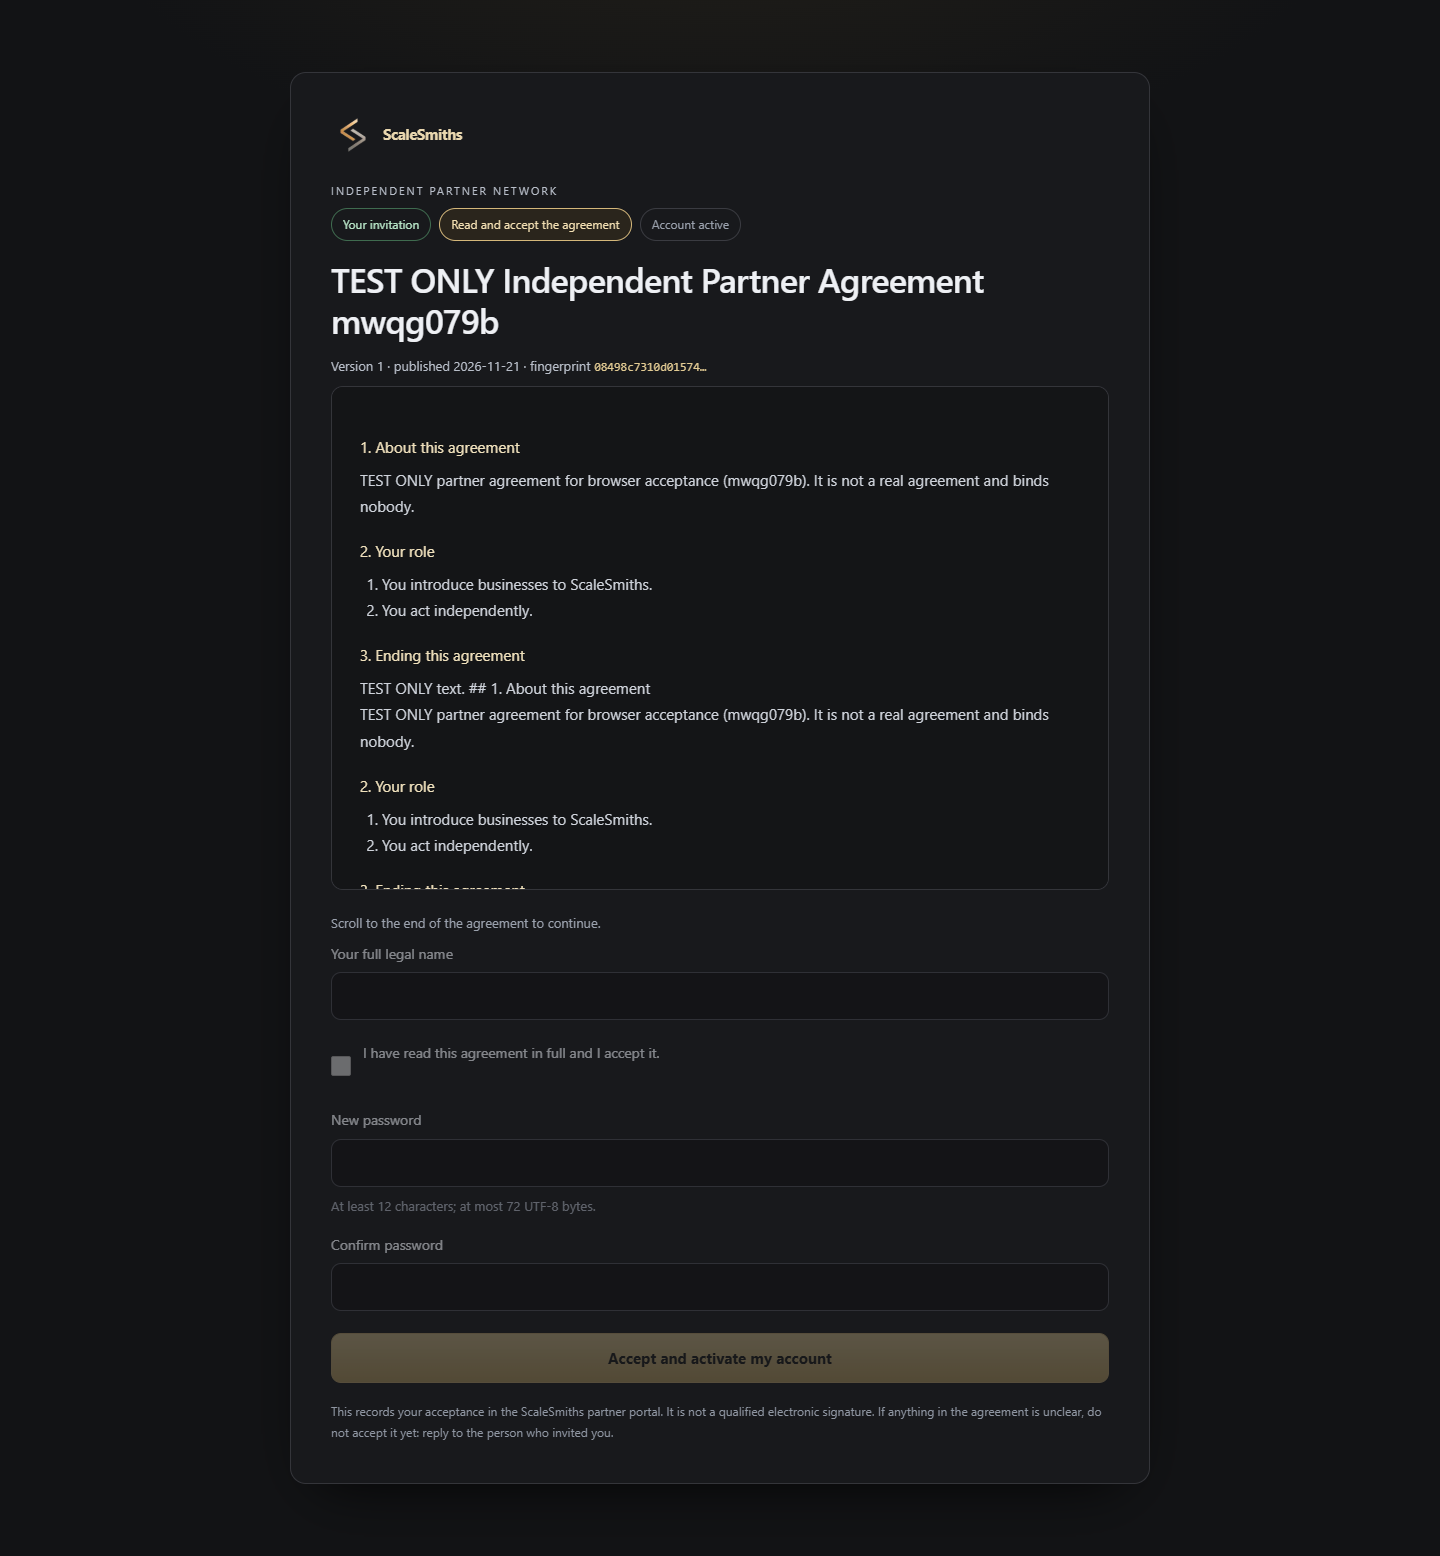 ScaleSmiths
INDEPENDENT PARTNER NETWORK
Your invitation
Read and accept the agreement
Account active
TEST ONLY Independent Partner Agreement
mwqg079b
Version 1 · published 2026-11-21 · fingerprint 08498c7310d01574…
1. About this agreement
TEST ONLY partner agreement for browser acceptance (mwqg079b). It is not a real agreement and binds
nobody.
2. Your role
1. You introduce businesses to ScaleSmiths.
2. You act independently.
3. Ending this agreement
TEST ONLY text. ## 1. About this agreement
TEST ONLY partner agreement for browser acceptance (mwqg079b). It is not a real agreement and binds
nobody.
2. Your role
1. You introduce businesses to ScaleSmiths.
2. You act independently.
3. Ending this agreement
Scroll to the end of the agreement to continue.
Your full legal name
I have read this agreement in full and I accept it.
New password
At least 12 characters; at most 72 UTF-8 bytes.
Confirm password
Accept and activate my account
This records your acceptance in the ScaleSmiths partner portal. It is not a qualified electronic signature. If anything in the agreement is unclear, do
not accept it yet: reply to the person who invited you.